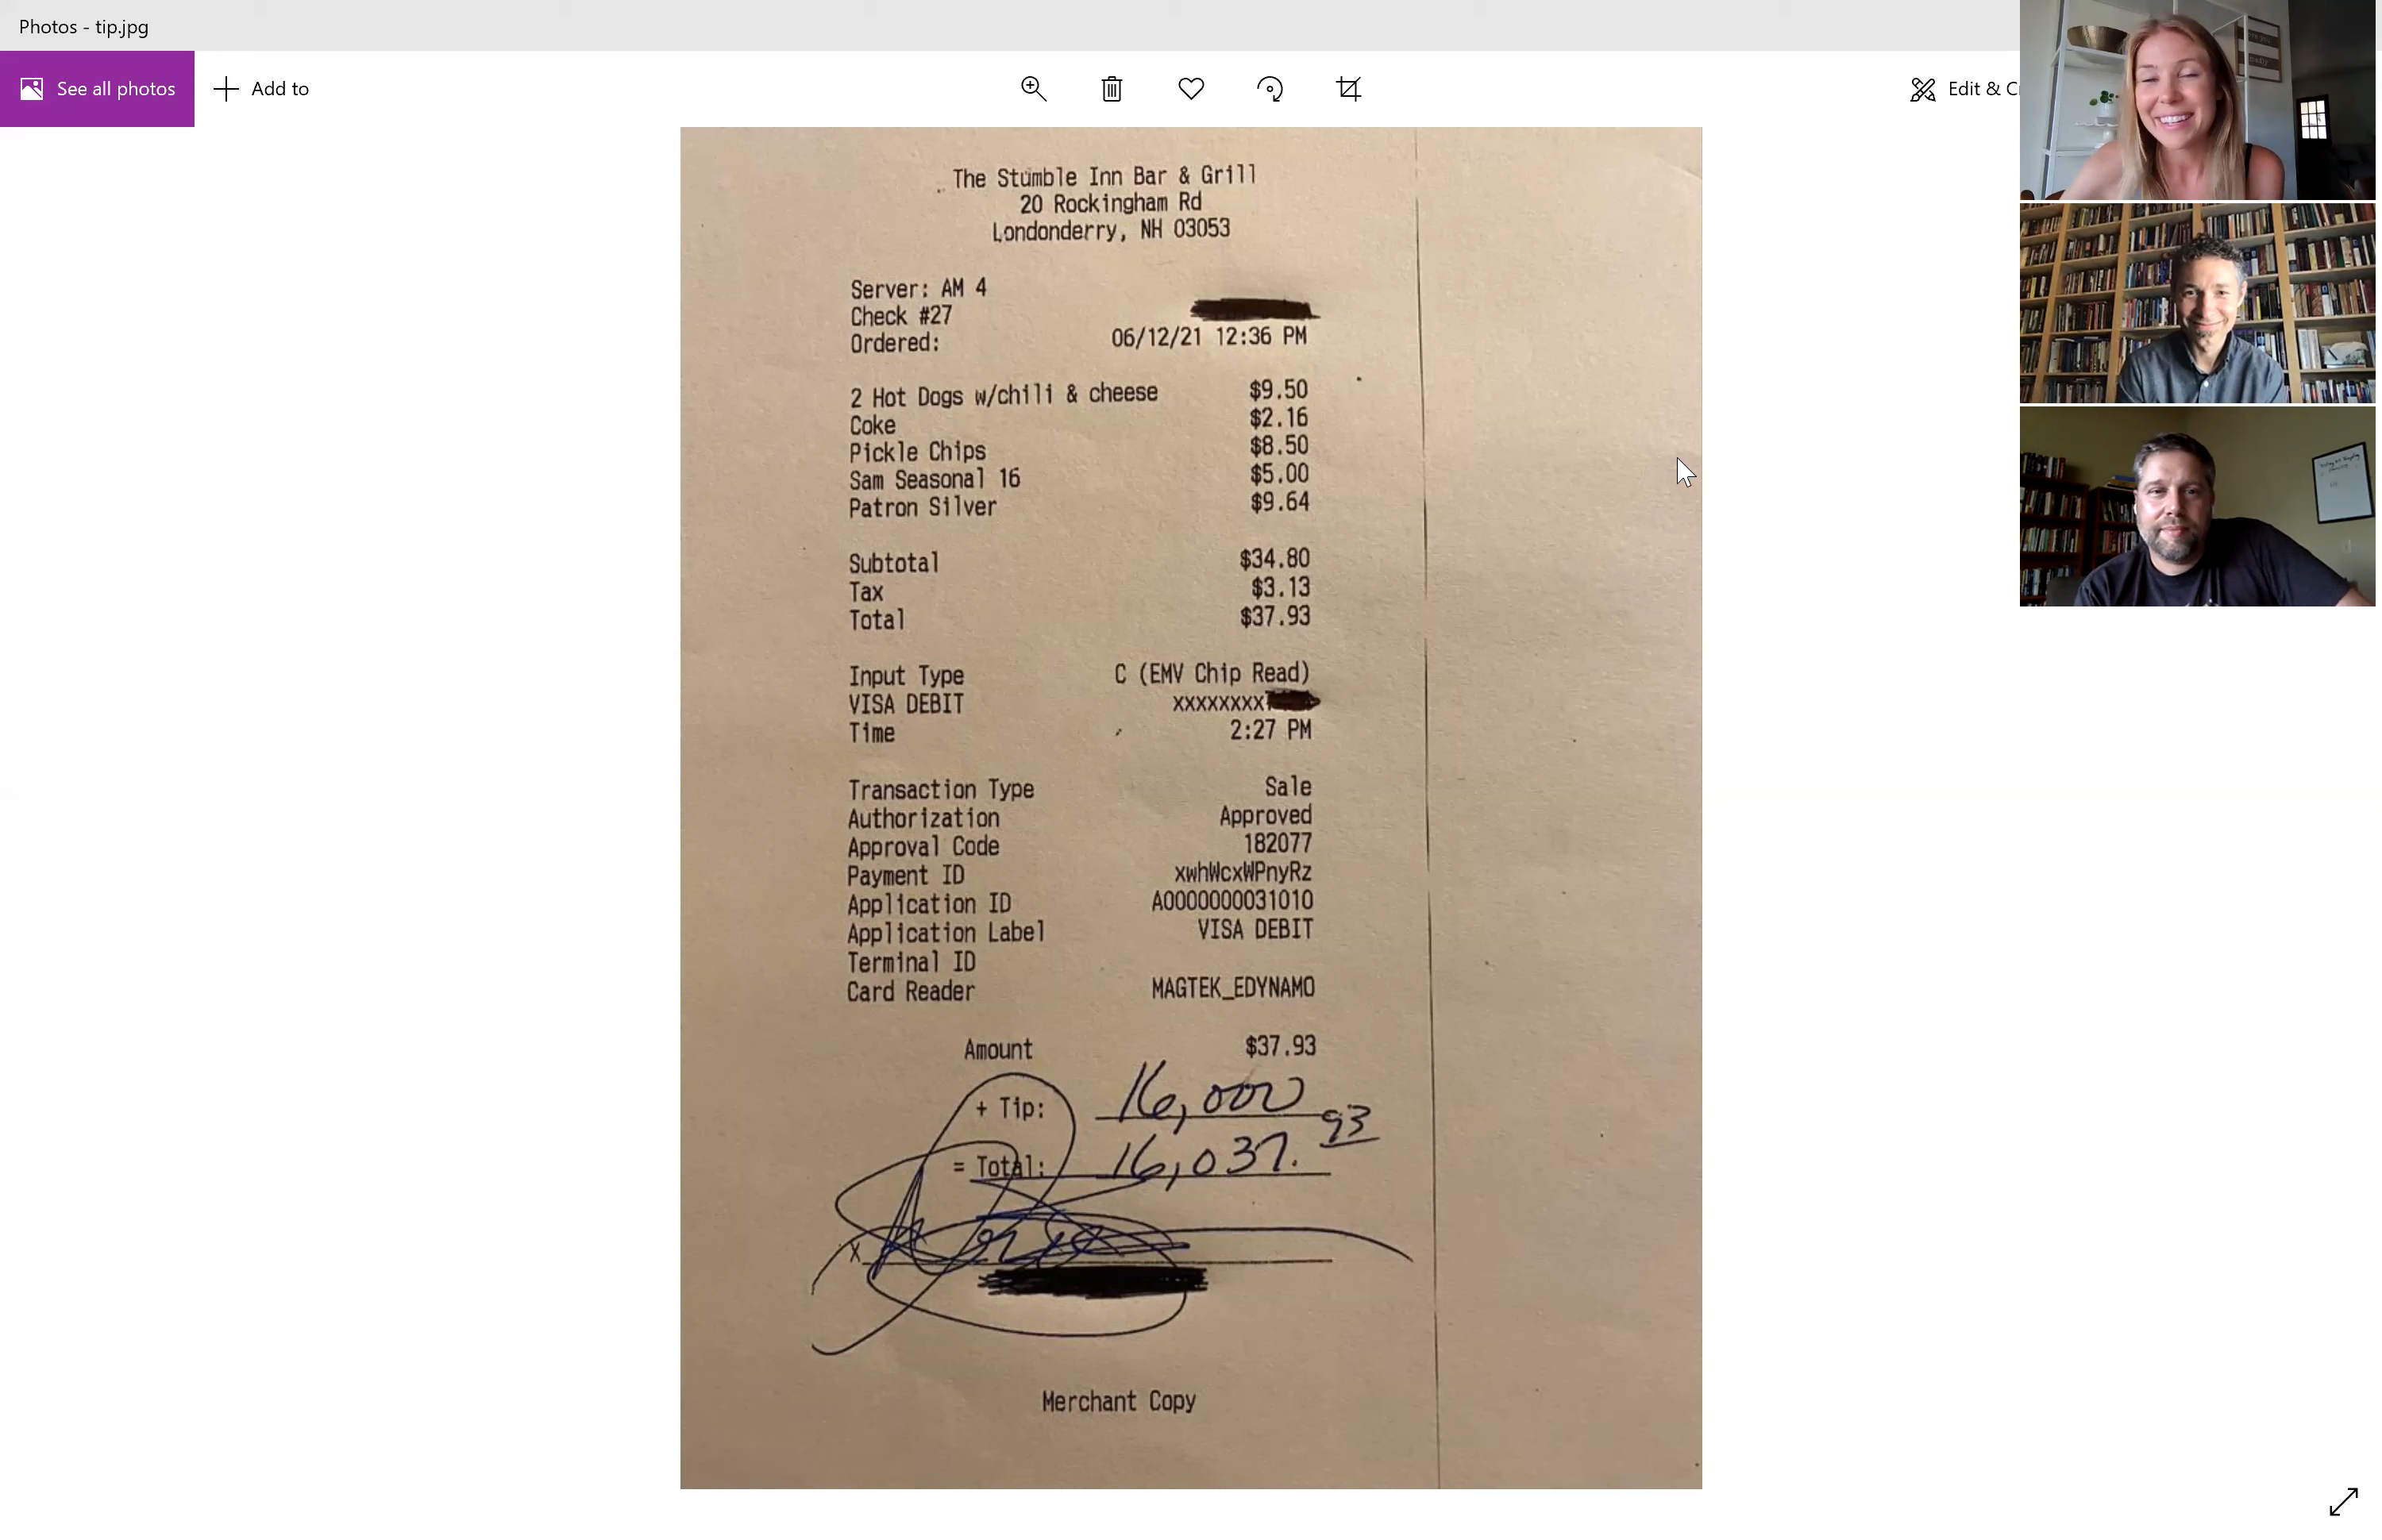 Photos - tip.jpg
See all photos
Add to
Edit & C
The Stumble Inn Bar & Grill
20 Rockingham Rd
Londonderry, NH 03053
Server: AM 4
Check #27
Ordered: 06/12/21 12:36 PM
2 Hot Dogs w/chili & cheese $9.50
Coke $2.16
Pickle Chips $8.50
Sam Seasonal 16 $5.00
Patron Silver $9.64
Subtotal $34.80
Tax $3.13
Total $37.93
Input Type C (EMV Chip Read)
VISA DEBIT xxxxxxxx
Time 2:27 PM
Transaction Type Sale
Authorization Approved
Approval Code 182077
Payment ID xwhWcxWPnyRz
Application ID A0000000031010
Application Label VISA DEBIT
Terminal ID
Card Reader MAGTEK_EDYNAMO
Amount $37.93
+ Tip: 16,000
= Total: 16,037.93
X
Merchant Copy